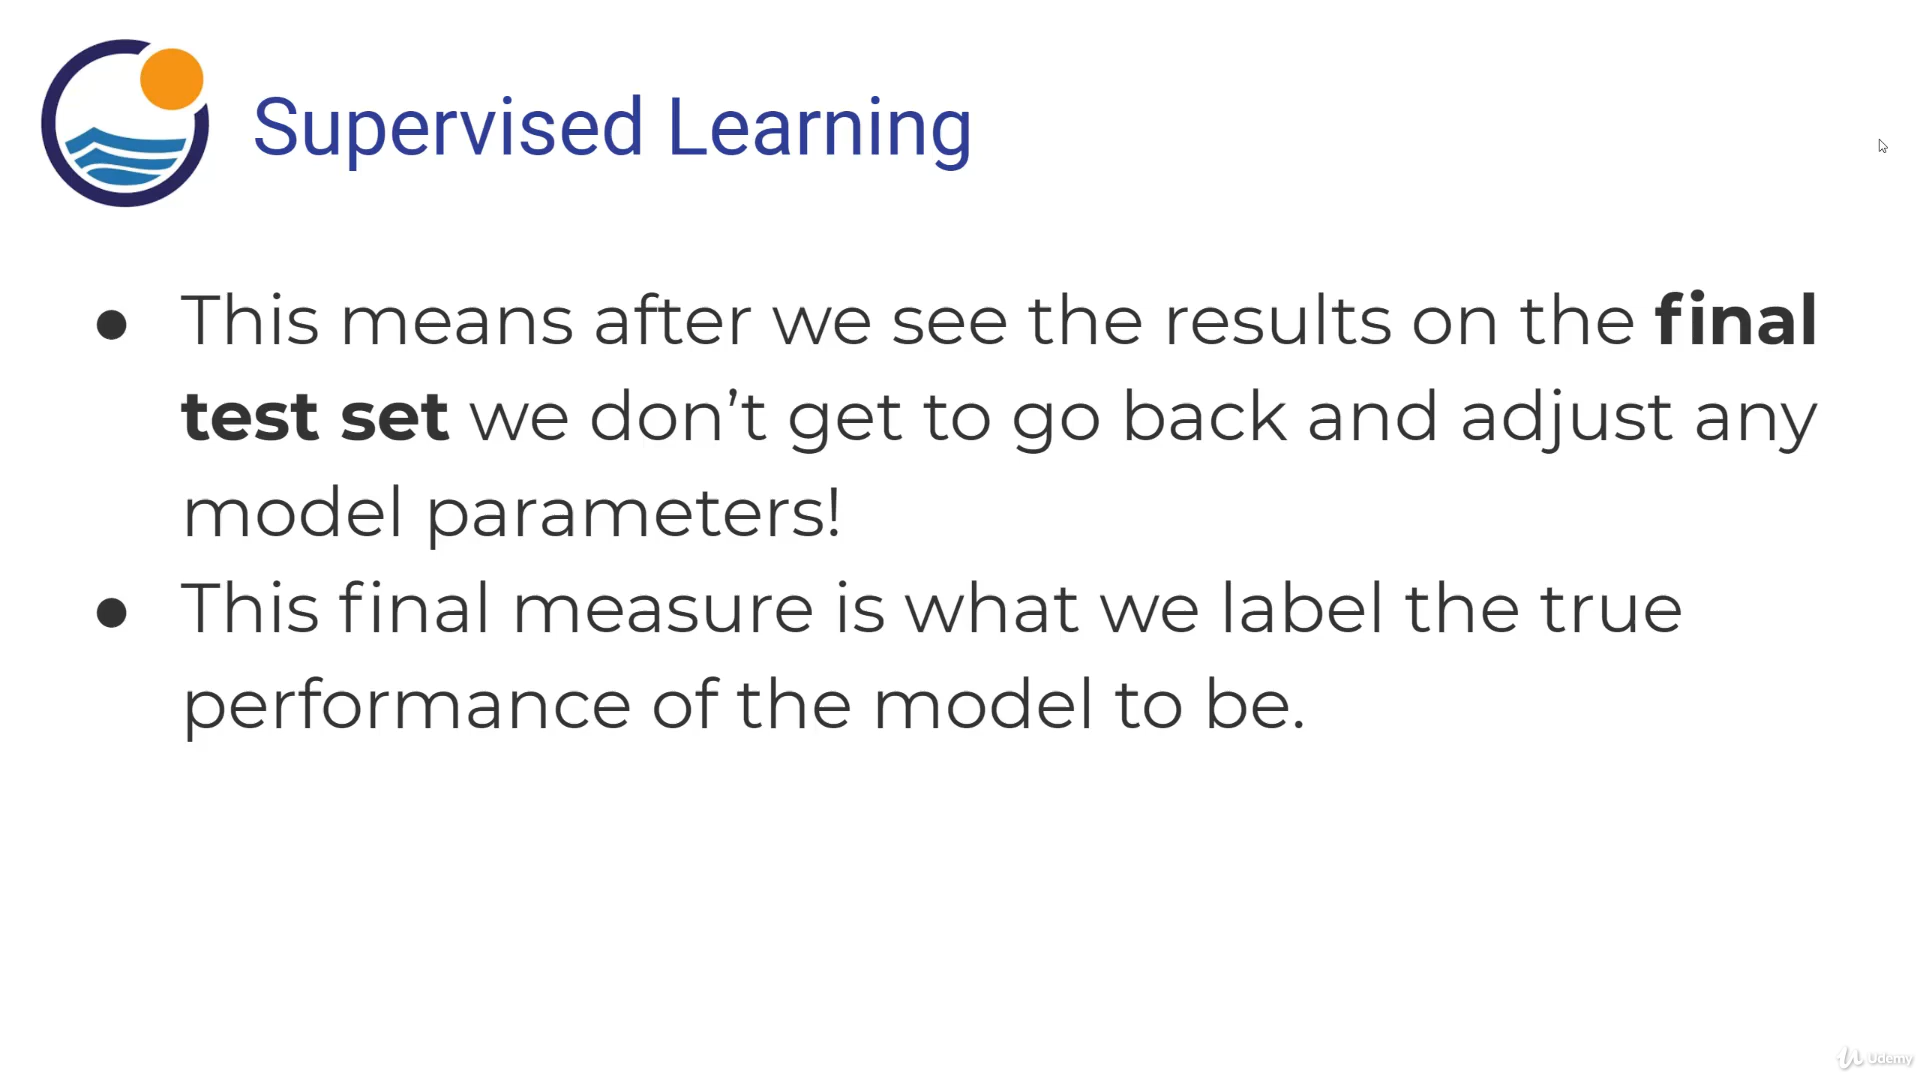 Supervised Learning
● This means after we see the results on the final
test set we don’t get to go back and adjust any
model parameters!
● This final measure is what we label the true
performance of the model to be.
Udemy